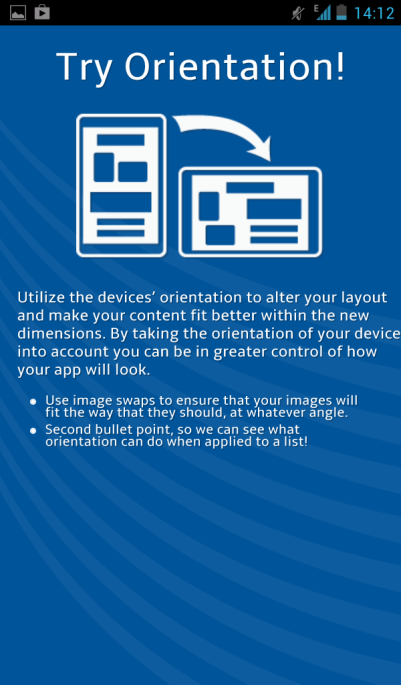 E 14:12
Try Orientation!
Utilize the devices' orientation to alter your layout
and make your content fit better within the new
dimensions. By taking the orientation of your device
into account you can be in greater control of how
your app will look.
Use image swaps to ensure that your images will
fit the way that they should, at whatever angle.
Second bullet point, so we can see what
orientation can do when applied to a list!